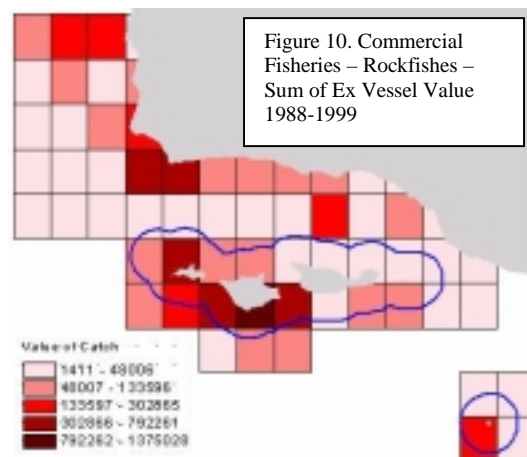 Figure 10. Commercial
Fisheries – Rockfishes –
Sum of Ex Vessel Value
1988-1999
Value of Catch
1411 - 48006
48007 - 133596
133597 - 302865
302866 - 792261
792262 - 1375028